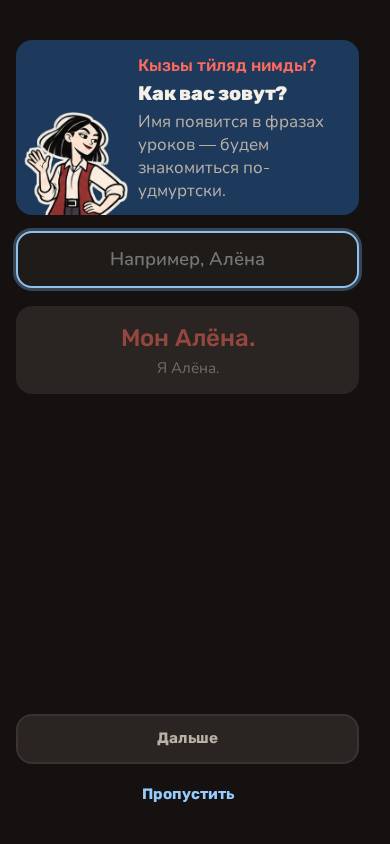 Кызьы тӥляд нимды?
Как вас зовут?
Имя появится в фразах
уроков — будем
знакомиться по-
удмуртски.
Например, Алёна
Мон Алёна.
Я Алёна.
Дальше
Пропустить